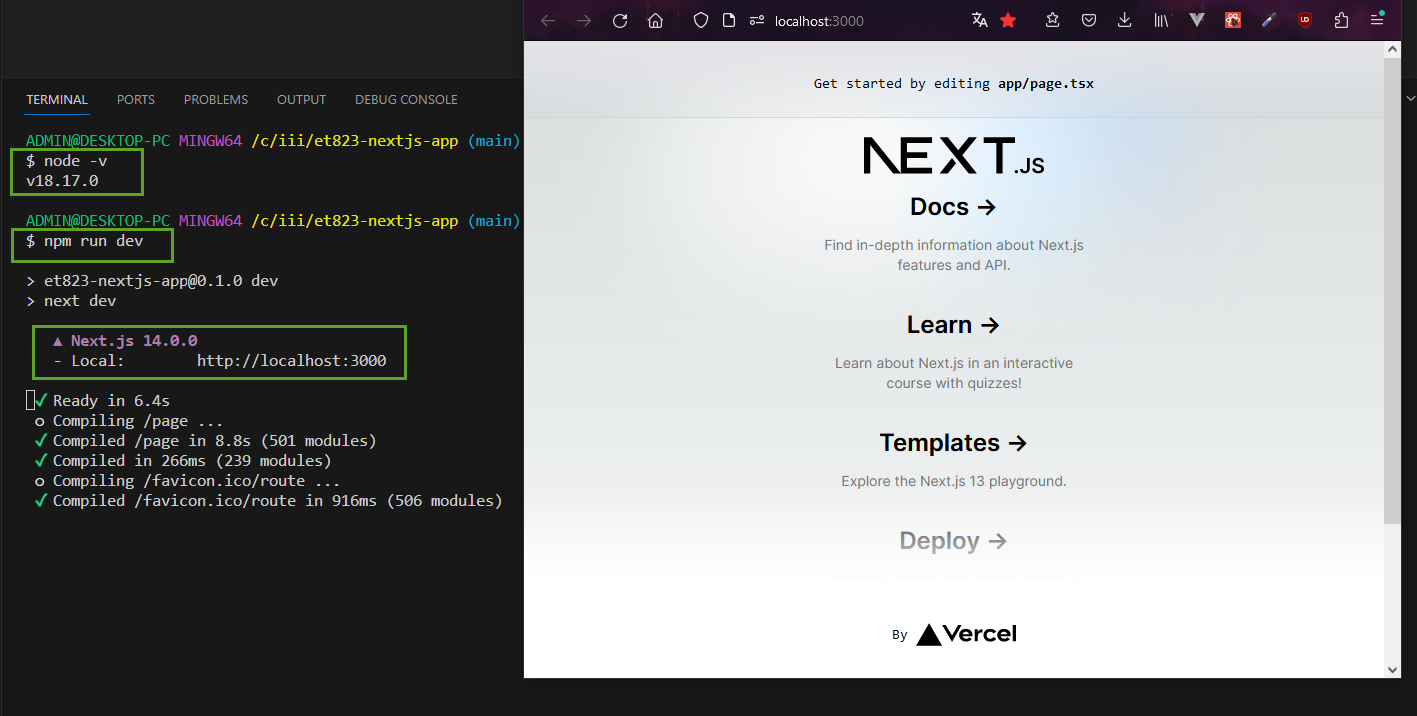 TERMINAL PORTS PROBLEMS OUTPUT DEBUG CONSOLE
ADMIN@DESKTOP-PC MINGW64 /c/iii/et823-nextjs-app (main)
$ node -v
v18.17.0
ADMIN@DESKTOP-PC MINGW64 /c/iii/et823-nextjs-app (main)
$ npm run dev
> et823-nextjs-app@0.1.0 dev
> next dev
▲ Next.js 14.0.0
- Local: http://localhost:3000
✓ Ready in 6.4s
○ Compiling /page ...
✓ Compiled /page in 8.8s (501 modules)
✓ Compiled in 266ms (239 modules)
○ Compiling /favicon.ico/route ...
✓ Compiled /favicon.ico/route in 916ms (506 modules)
localhost:3000
Get started by editing app/page.tsx
NEXT.JS
Docs →
Find in-depth information about Next.js
features and API.
Learn →
Learn about Next.js in an interactive
course with quizzes!
Templates →
Explore the Next.js 13 playground.
Deploy →
By ▲Vercel